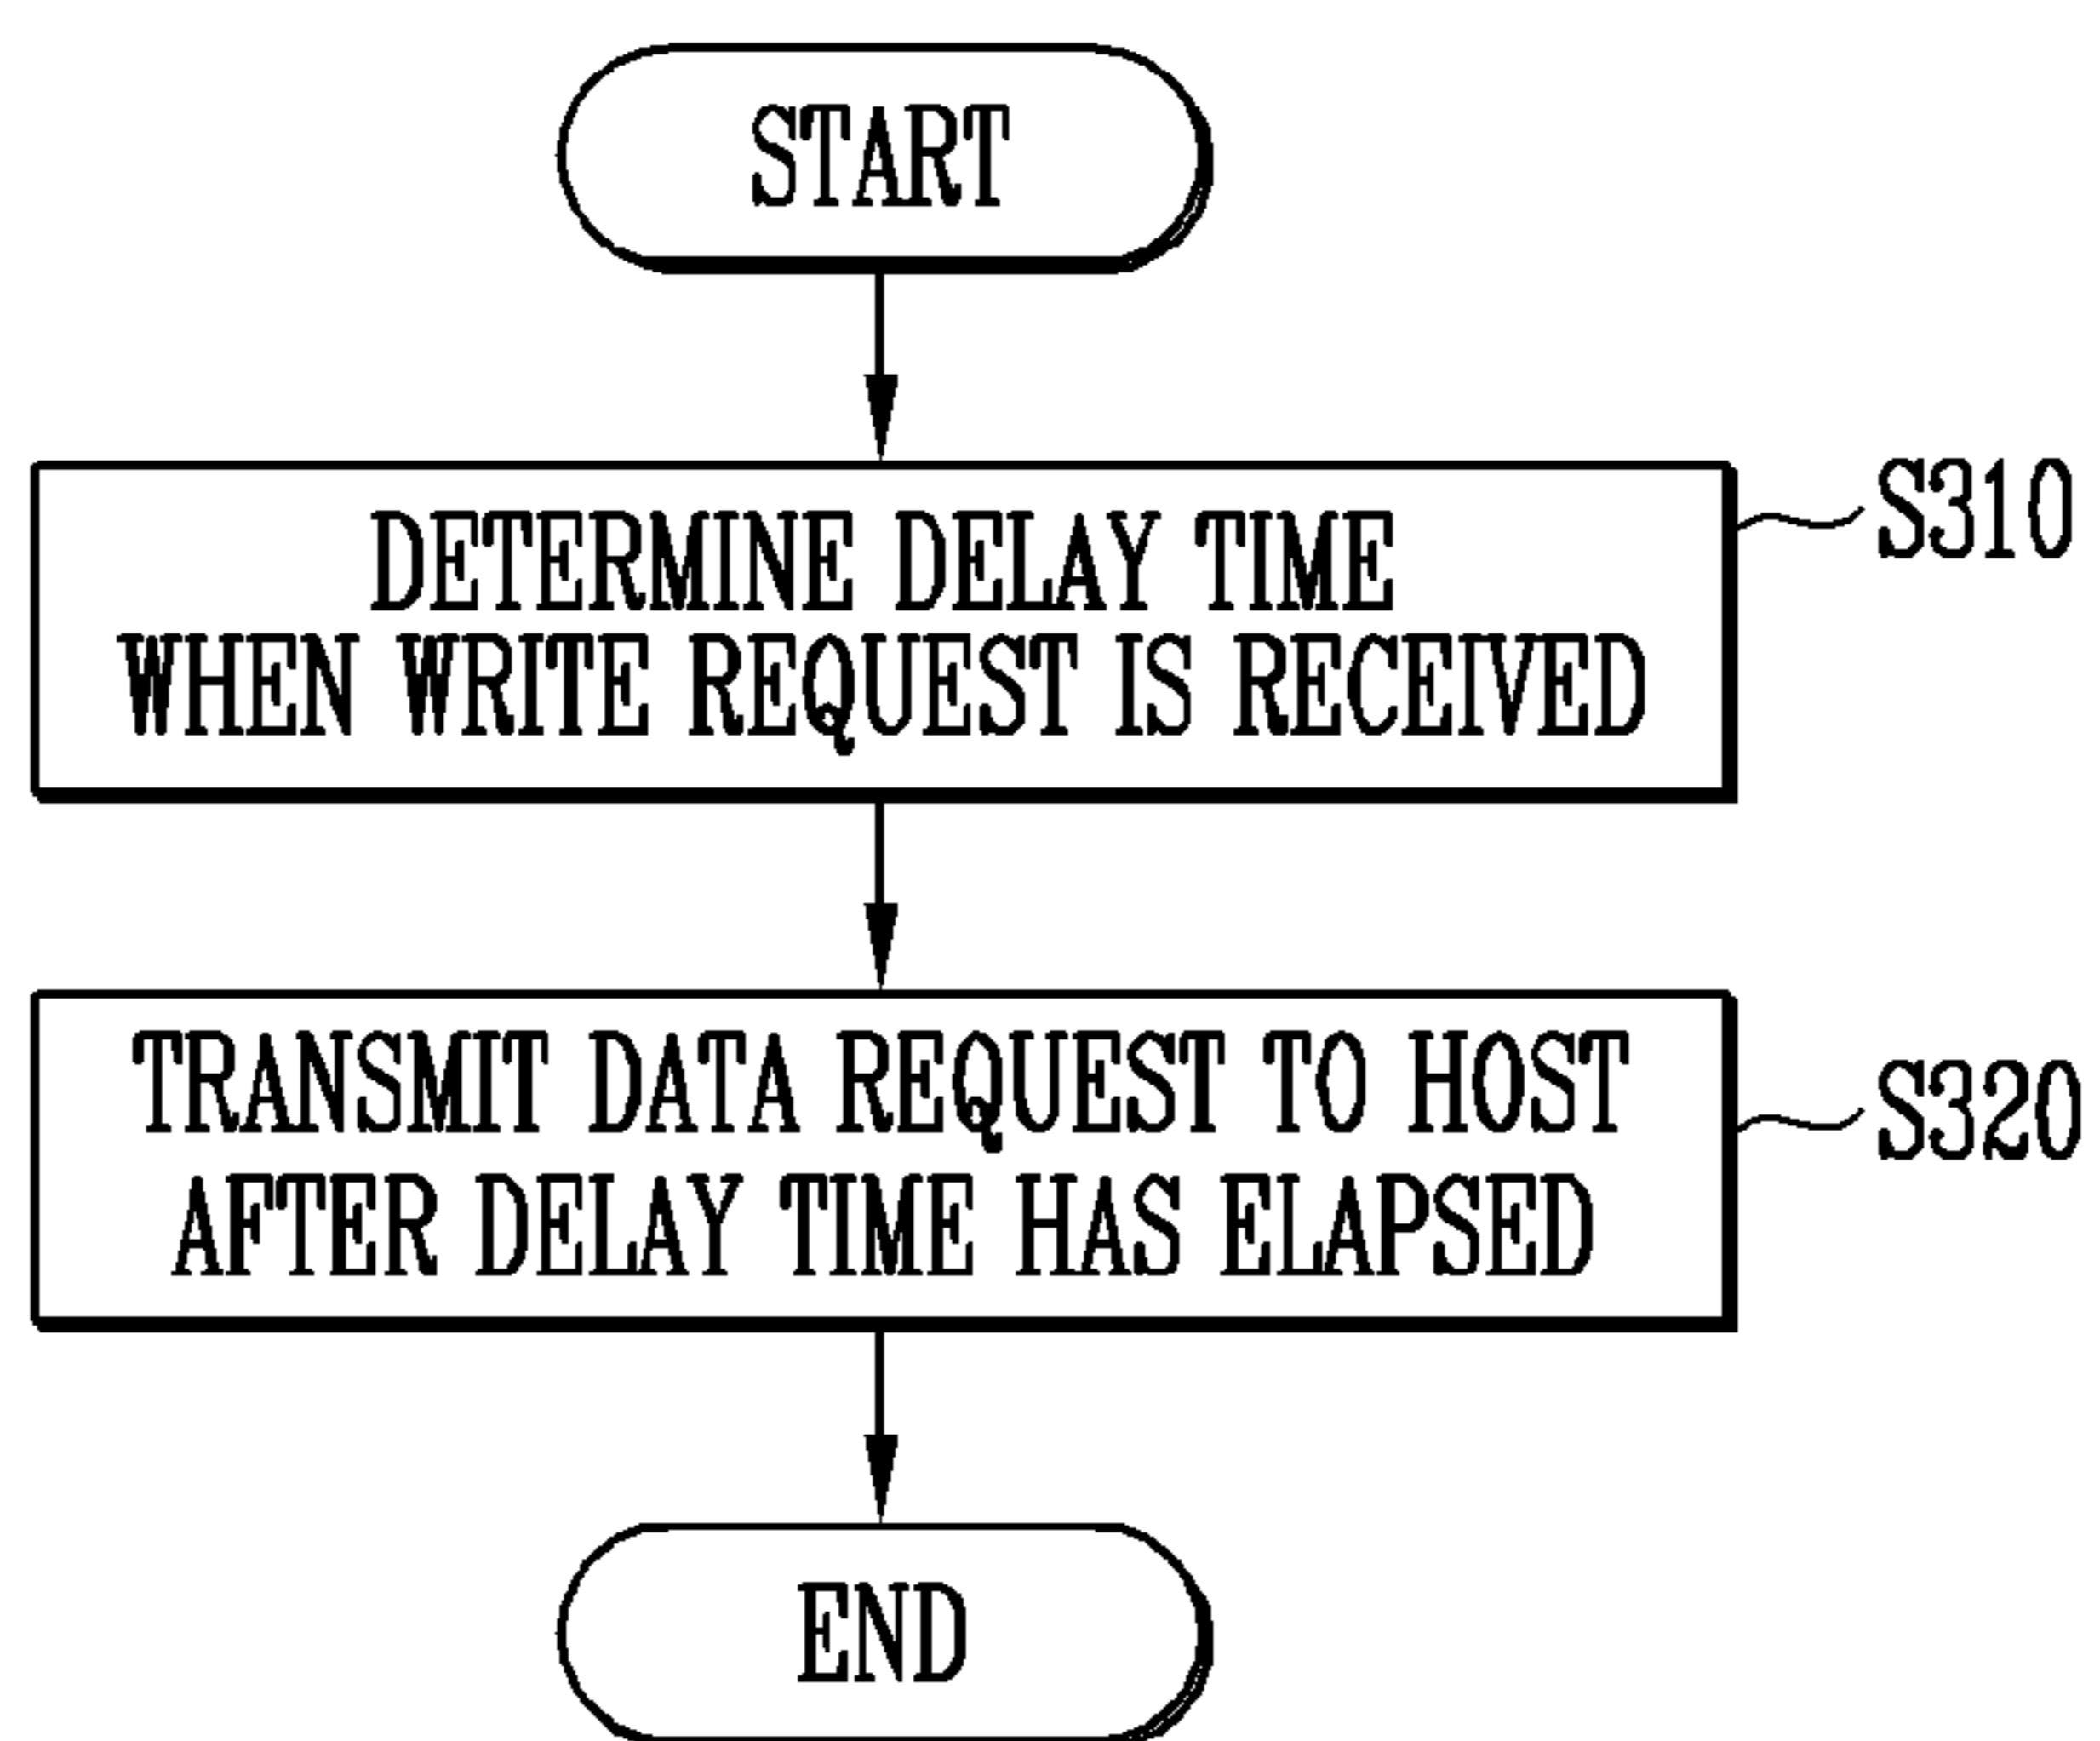 START
DETERMINE DELAY TIME
WHEN WRITE REQUEST IS RECEIVED
S310
TRANSMIT DATA REQUEST TO HOST
AFTER DELAY TIME HAS ELAPSED
S320
END